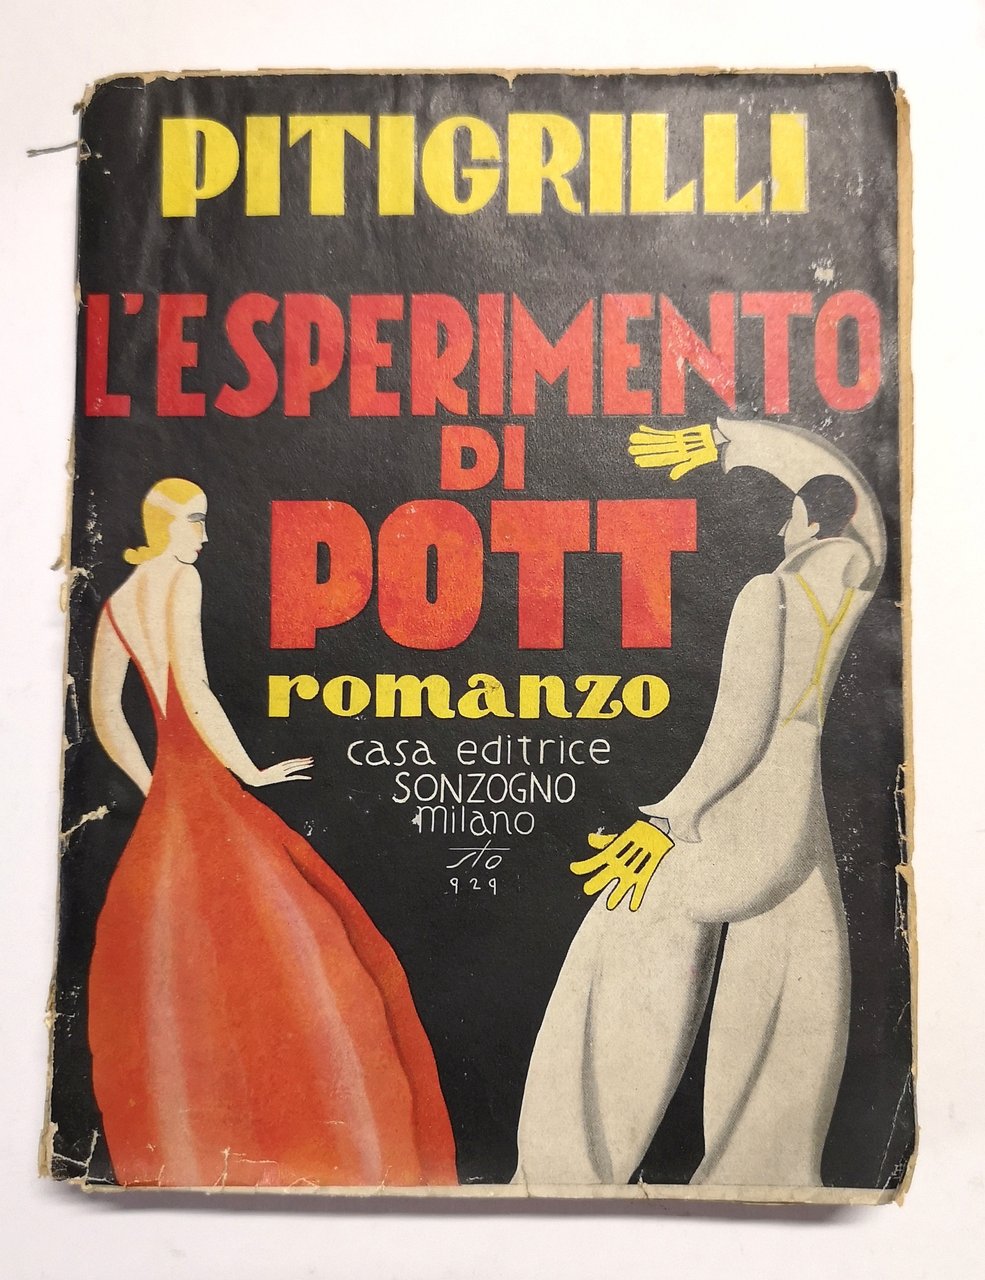 PITIGRILLI
L'ESPERIMENTO
DI
POTT
romanzo
casa editrice
SONZOGNO
Milano
sto
929